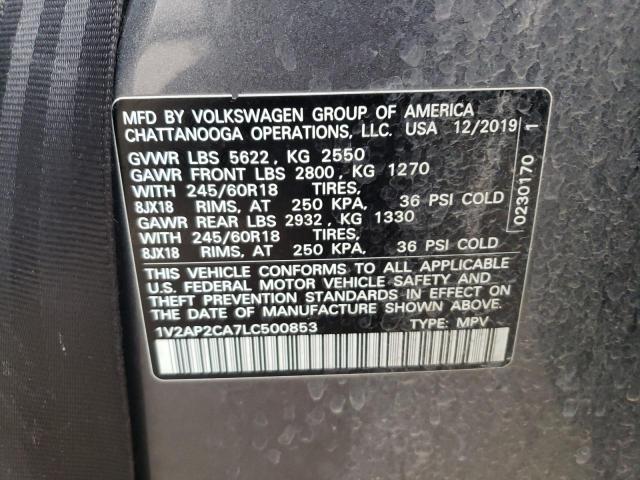 MFD BY VOLKSWAGEN GROUP OF AMERICA
CHATTANOOGA OPERATIONS, LLC. USA 12/2019
GVWR LBS 5622, KG 2550
GAWR FRONT LBS 2800, KG 1270
WITH 245/60R18 TIRES,
8JX18 RIMS, AT 250 KPA, 36 PSI COLD
GAWR REAR LBS 2932, KG 1330
WITH 245/60R18 TIRES,
8JX18 RIMS, AT 250 KPA, 36 PSI COLD
THIS VEHICLE CONFORMS TO ALL APPLICABLE
U.S. FEDERAL MOTOR VEHICLE SAFETY AND
THEFT PREVENTION STANDARDS IN EFFECT ON
THE DATE OF MANUFACTURE SHOWN ABOVE.
1V2AP2CA7LC500853 TYPE: MPV
0230170 1